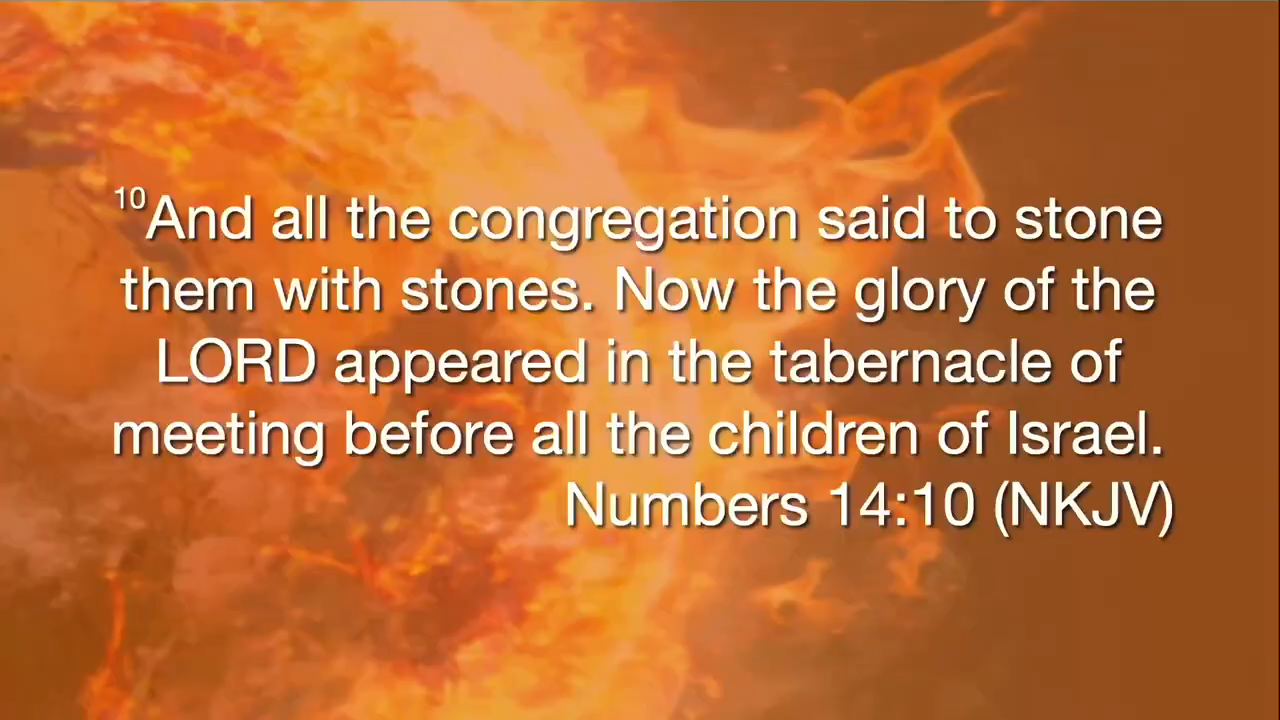 10And all the congregation said to stone
them with stones. Now the glory of the
LORD appeared in the tabernacle of
meeting before all the children of Israel.
Numbers 14:10 (NKJV)